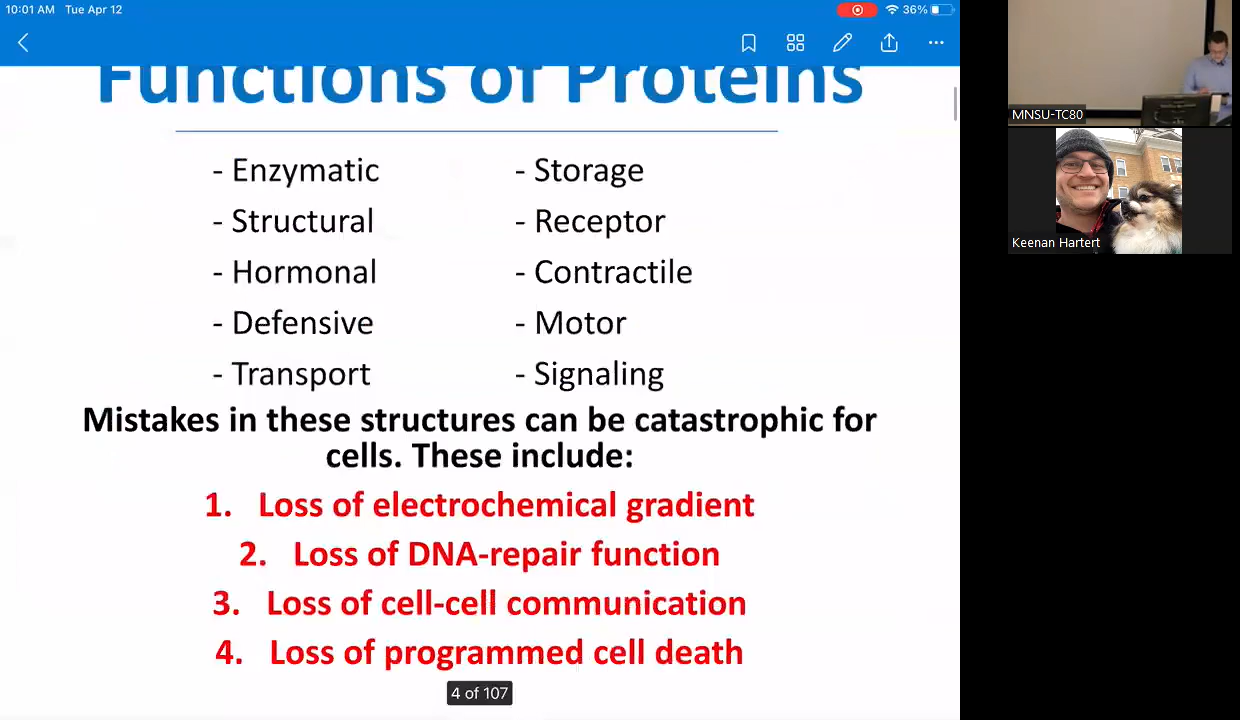 10:01 AM Tue Apr 12
36%
Functions of Proteins
- Enzymatic
- Structural
- Hormonal
- Defensive
- Transport
- Storage
- Receptor
- Contractile
- Motor
- Signaling
Mistakes in these structures can be catastrophic for
cells. These include:
1. Loss of electrochemical gradient
2. Loss of DNA-repair function
3. Loss of cell-cell communication
4. Loss of programmed cell death
4 of 107
MNSU-TC80
Keenan Hartert